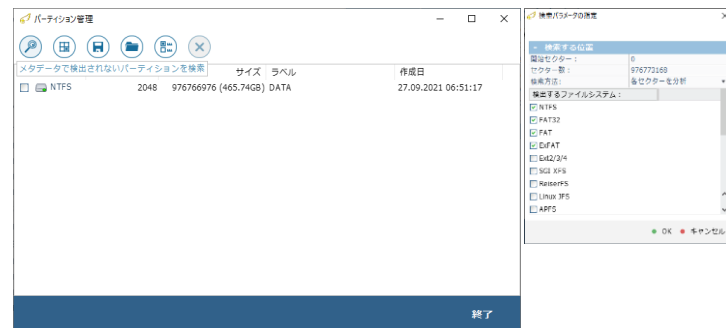 パーティション管理
メタデータで検出されないパーティションを検索
サイズ ラベル 作成日
NTFS 2048 976766976 (465.74GB) DATA 27.09.2021 06:51:17
終了
検索パラメータの指定
- 検索する位置
開始セクター: 0
セクター数: 976773168
検索方法: 各セクターを分析
検出するファイルシステム:
NTFS
FAT32
FAT
ExFAT
Ext2/3/4
SGI XFS
ReiserFS
Linux JFS
APFS
OK キャンセル